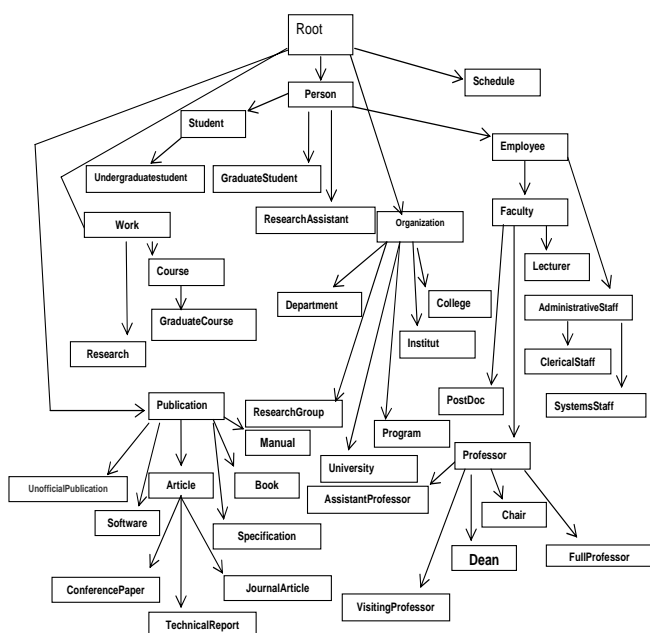 Root
Schedule
Person
Student
Employee
Undergraduatestudent
GraduateStudent
ResearchAssistant
Faculty
Work
Organization
Lecturer
Course
Department
College
AdministrativeStaff
GraduateCourse
Institut
Research
ClericalStaff
PostDoc
SystemsStaff
Publication
ResearchGroup
Program
Manual
University
Professor
UnofficialPublication
Article
Book
AssistantProfessor
Software
Chair
Specification
Dean
FullProfessor
ConferencePaper
JournalArticle
VisitingProfessor
TechnicalReport